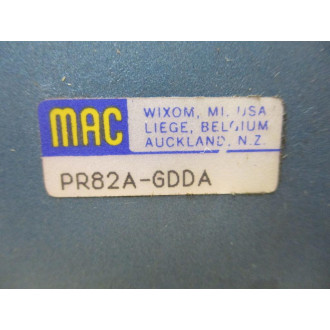 MAC
WIXOM, MI. USA
LIEGE, BELGIUM
AUCKLAND, N.Z.
PR82A-GDDA